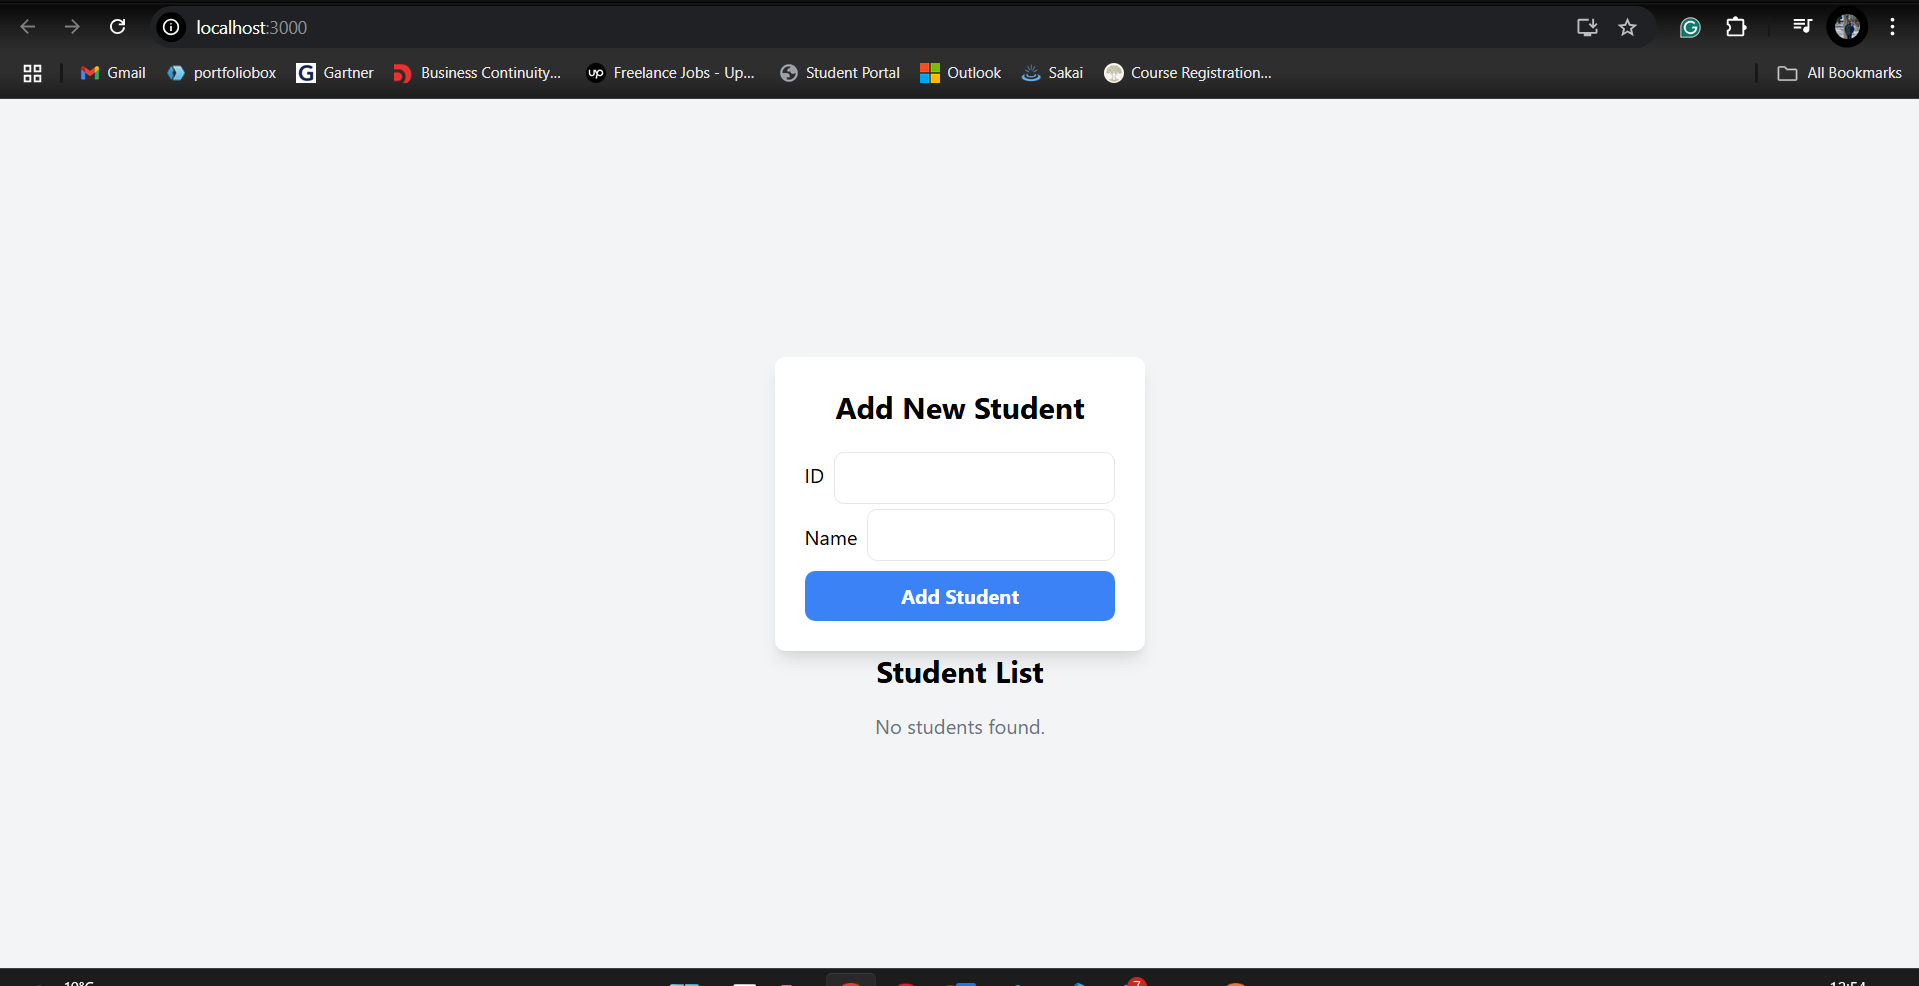 localhost:3000
Gmail portfoliobox Gartner Business Continuity... up Freelance Jobs - Up... Student Portal Outlook Sakai Course Registration... All Bookmarks
Add New Student
ID
Name
Add Student
Student List
No students found.